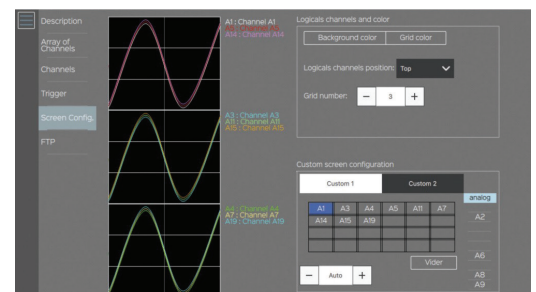 Description
Array of
Channels
Channels
Trigger
Screen Config.
FTP
A1 : Channel A1
A14 : Channel A14
A3 : Channel A3
A11 : Channel A11
A15 : Channel A15
A4 : Channel A4
A7 : Channel A7
A19 : Channel A19
Logicals channels and color
Background color
Grid color
Logicals channels position: Top
Grid number: − 3 +
Custom screen configuration
Custom 1
Custom 2
A1 A3 A4 A5 A11 A7
A14 A15 A19
Vider
− Auto +
analog
A2
A6
A8
A9